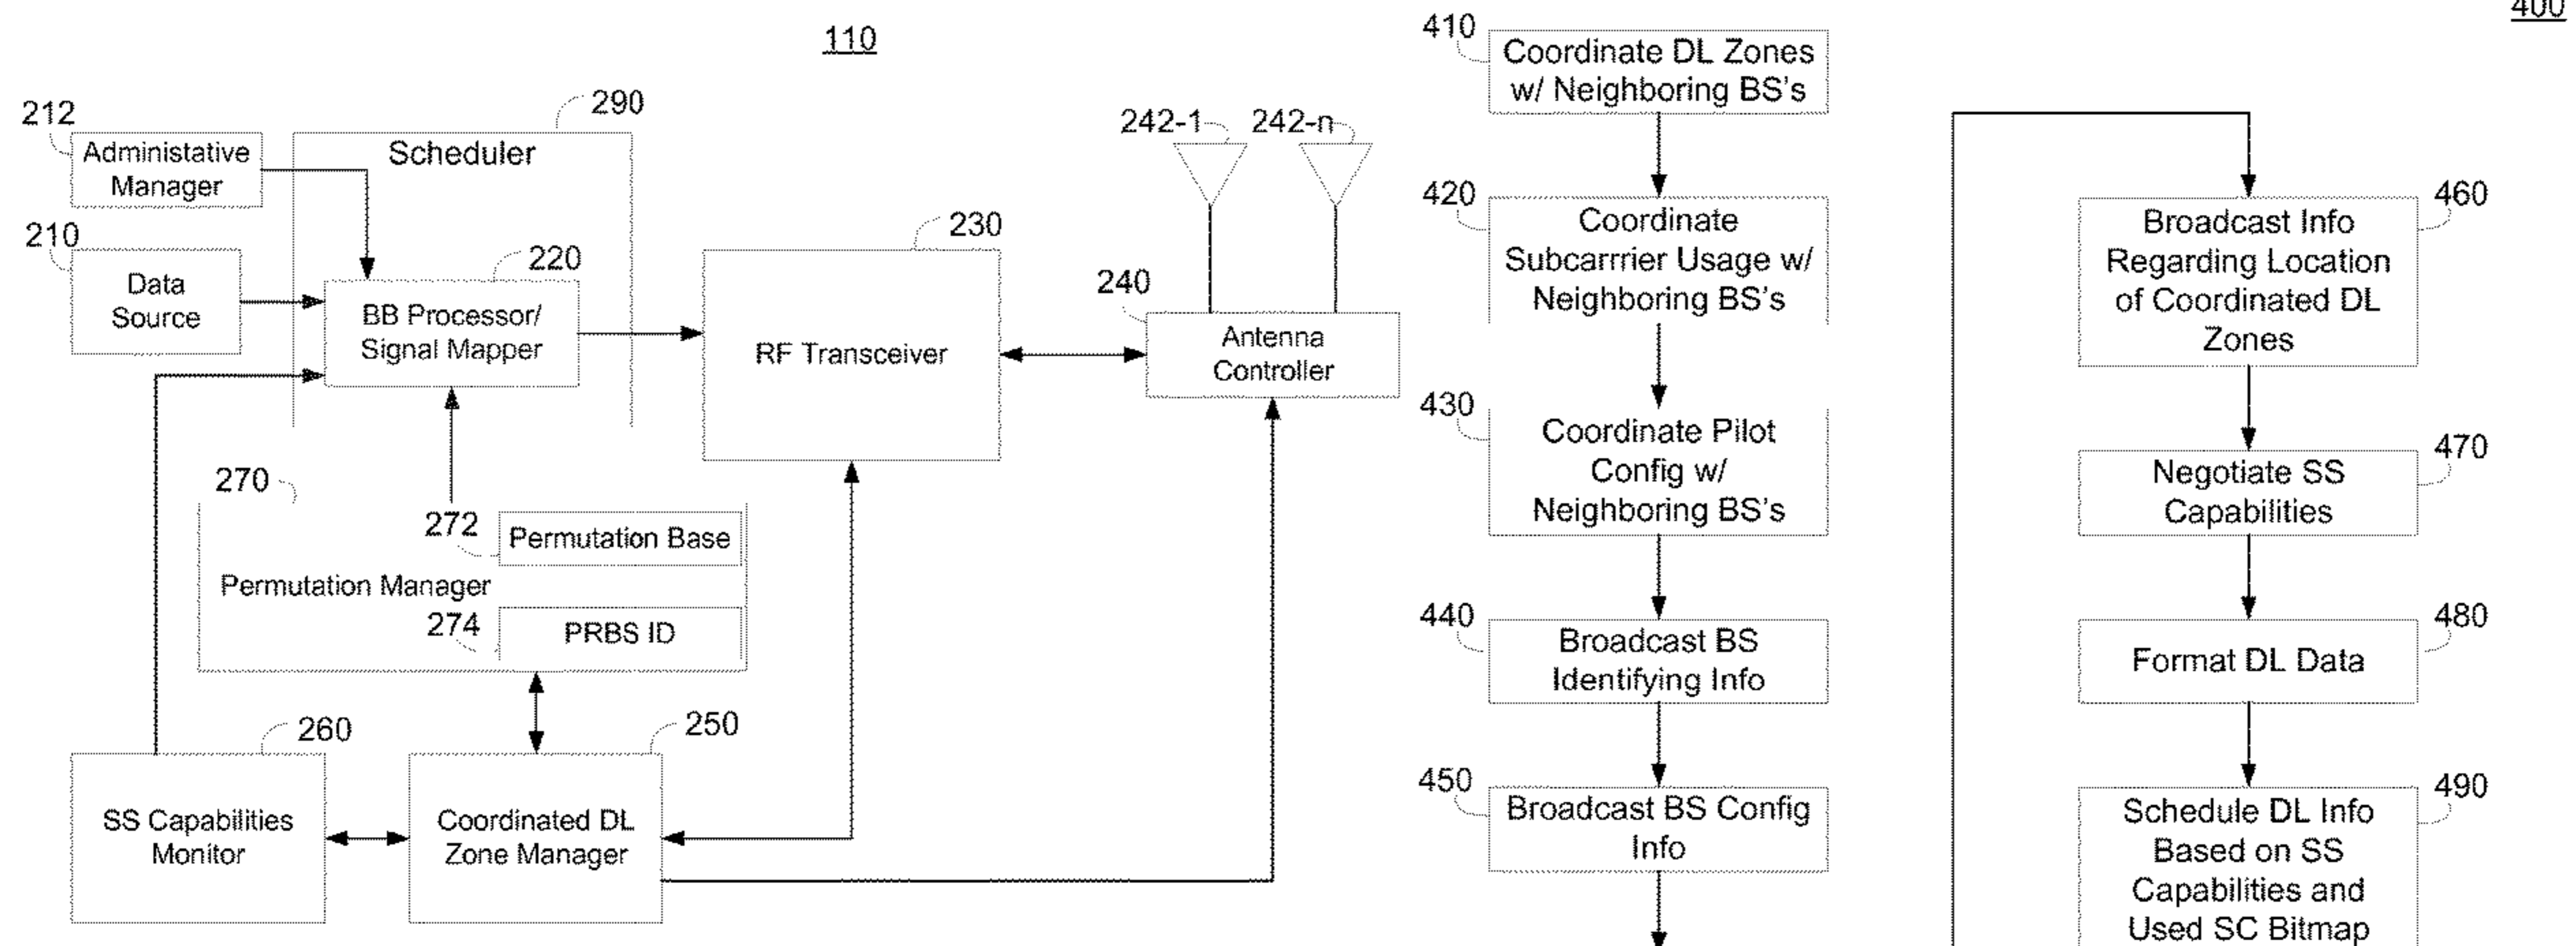 110
212
Administative
Manager
290
Scheduler
210
Data
Source
220
BB Processor/
Signal Mapper
230
RF Transceiver
242-1
242-n
240
Antenna
Controller
270
272
Permutation Base
Permutation Manager
274
PRBS ID
260
SS Capabilities
Monitor
250
Coordinated DL
Zone Manager
400
410
Coordinate DL Zones
w/ Neighboring BS's
420
Coordinate
Subcarrrier Usage w/
Neighboring BS's
430
Coordinate Pilot
Config w/
Neighboring BS's
440
Broadcast BS
Identifying Info
450
Broadcast BS Config
Info
460
Broadcast Info
Regarding Location
of Coordinated DL
Zones
470
Negotiate SS
Capabilities
480
Format DL Data
490
Schedule DL Info
Based on SS
Capabilities and
Used SC Bitmap